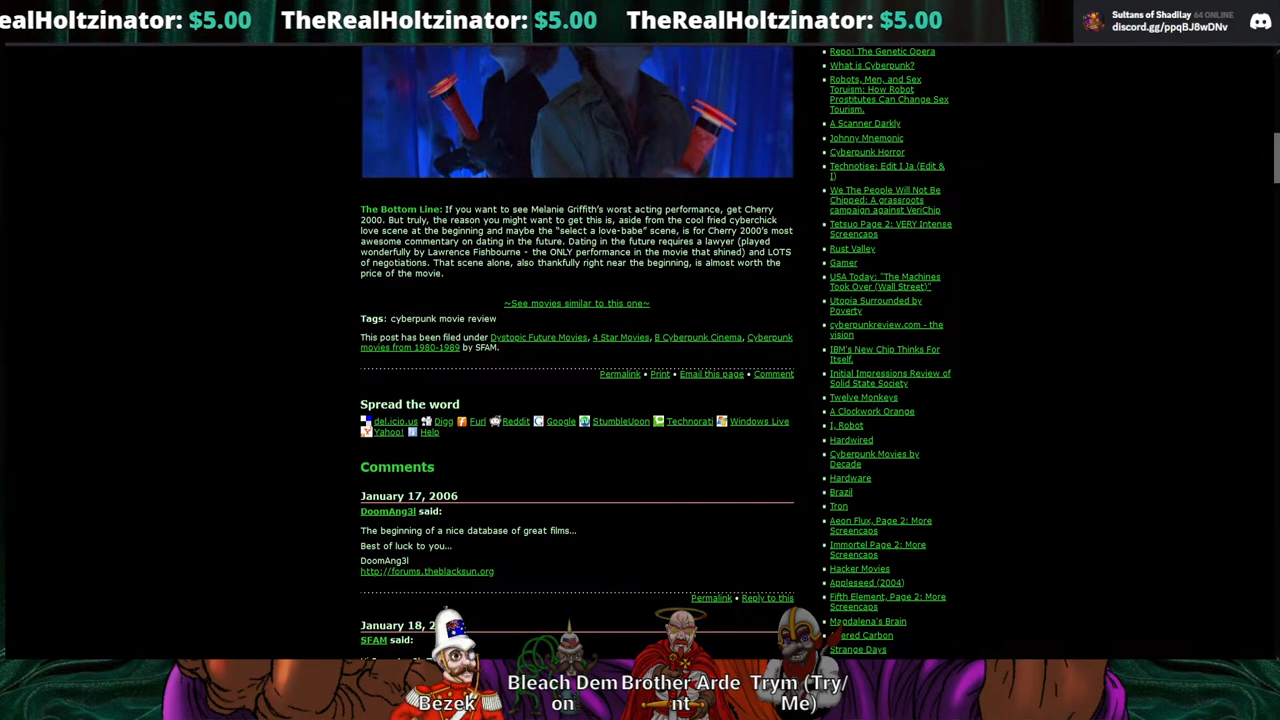 ealHoltzinator: $5.00 TheRealHoltzinator: $5.00 TheRealHoltzinator: $5.00
Sultans of Shadilay 64 ONLINE
discord.gg/ppqBJ8wDNv
The Bottom Line: If you want to see Melanie Griffith's worst acting performance, get Cherry
2000. But truly, the reason you might want to get this is, aside from the cool fried cyberchick
love scene at the beginning and maybe the "select a love-babe" scene, is for Cherry 2000's most
awesome commentary on dating in the future. Dating in the future requires a lawyer (played
wonderfully by Lawrence Fishbourne - the ONLY performance in the movie that shined) and LOTS
of negotiations. That scene alone, also thankfully right near the beginning, is almost worth the
price of the movie.
~See movies similar to this one~
Tags: cyberpunk movie review
This post has been filed under Dystopic Future Movies, 4 Star Movies, B Cyberpunk Cinema, Cyberpunk
movies from 1980-1989 by SFAM.
Permalink • Print • Email this page • Comment
Spread the word
del.icio.us Digg Furl Reddit Google StumbleUpon Technorati Windows Live
Yahoo! Help
Comments
January 17, 2006
DoomAng3l said:
The beginning of a nice database of great films...
Best of luck to you...
DoomAng3l
http://forums.theblacksun.org
Permalink • Reply to this
January 18, 2
SFAM said:
Repo! The Genetic Opera
What is Cyberpunk?
Robots, Men, and Sex
Toruism: How Robot
Prostitutes Can Change Sex
Tourism.
A Scanner Darkly
Johnny Mnemonic
Cyberpunk Horror
Technotise: Edit I Ja (Edit &
I)
We The People Will Not Be
Chipped: A grassroots
campaign against VeriChip
Tetsuo Page 2: VERY Intense
Screencaps
Rust Valley
Gamer
USA Today: "The Machines
Took Over (Wall Street)"
Utopia Surrounded by
Poverty
cyberpunkreview.com - the
vision
IBM's New Chip Thinks For
Itself.
Initial Impressions Review of
Solid State Society
Twelve Monkeys
A Clockwork Orange
I, Robot
Hardwired
Cyberpunk Movies by
Decade
Hardware
Brazil
Tron
Aeon Flux, Page 2: More
Screencaps
Immortel Page 2: More
Screencaps
Hacker Movies
Appleseed (2004)
Fifth Element, Page 2: More
Screencaps
Magdalena's Brain
ered Carbon
Strange Days
Bezek
Bleach Dem
on
Brother Arde
nt
Trym (Try/
Me)